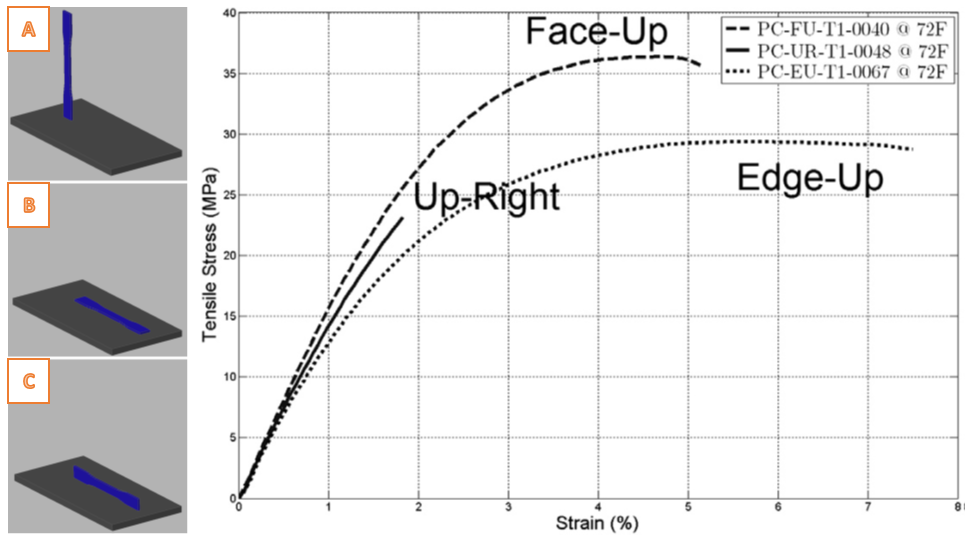 A
B
C
Face-Up
PC-FU-T1-0040 @ 72F
PC-UR-T1-0048 @ 72F
PC-EU-T1-0067 @ 72F
Up-Right
Edge-Up
Tensile Stress (MPa)
40
35
30
25
20
15
10
5
0
0 1 2 3 4 5 6 7 8
Strain (%)